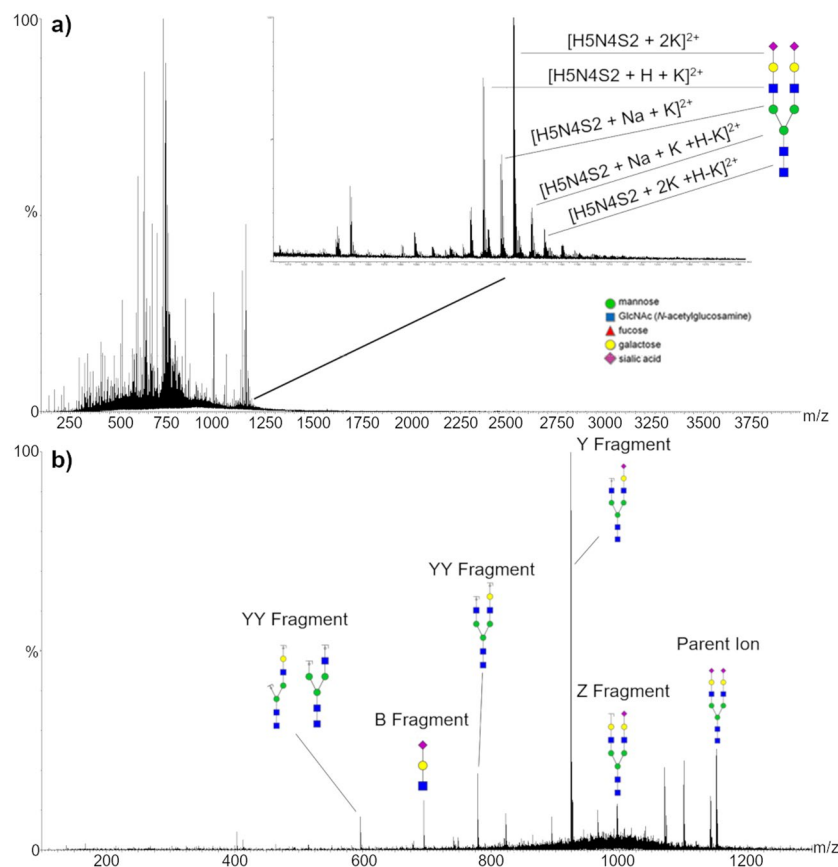 a)
100
%
0
[H5N4S2 + 2K]2+
[H5N4S2 + H + K]2+
[H5N4S2 + Na + K]2+
[H5N4S2 + Na + K +H-K]2+
[H5N4S2 + 2K +H-K]2+
mannose
GlcNAc (N-acetylglucosamine)
fucose
galactose
sialic acid
250 500 750 1000 1250 1500 1750 2000 2250 2500 2750 3000 3250 3500 3750 m/z
b)
100
%
0
Y Fragment
YY Fragment
YY Fragment
Parent Ion
Z Fragment
B Fragment
200 400 600 800 1000 1200 m/z